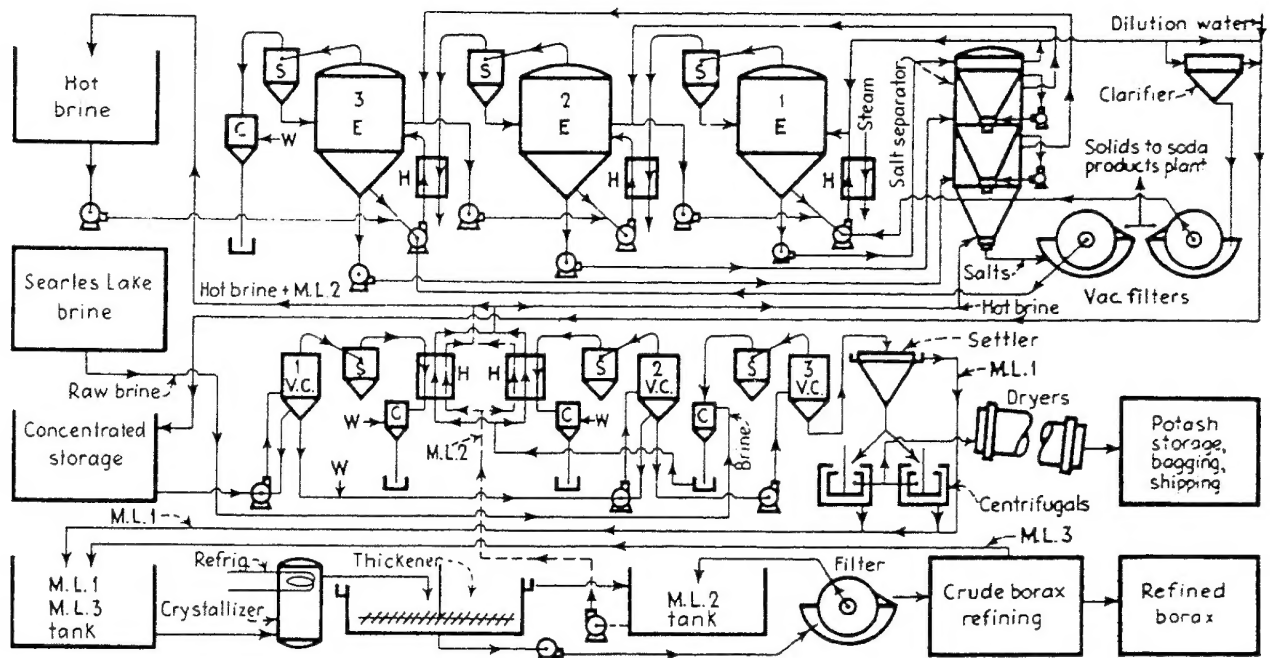 Hot
brine
S
3
E
C
W
H
S
2
E
H
S
1
E
H
Steam
Salt separator
Dilution water
Clarifier
Solids to soda
products plant
Salts
Vac. filters
Hot brine + M.L.2
Hot brine
Searles Lake
brine
Raw brine
Concentrated
storage
1
V.C.
S
H
W
C
M.L.2
W
H
S
C
W
2
V.C.
S
C
Brine
3
V.C.
Settler
M.L.1
Dryers
Centrifugals
Potash
storage,
bagging,
shipping
M.L.1
M.L.3
M.L.1
M.L.3
tank
Refrig.
Crystallizer
Thickener
M.L.2
tank
Filter
Crude borax
refining
Refined
borax